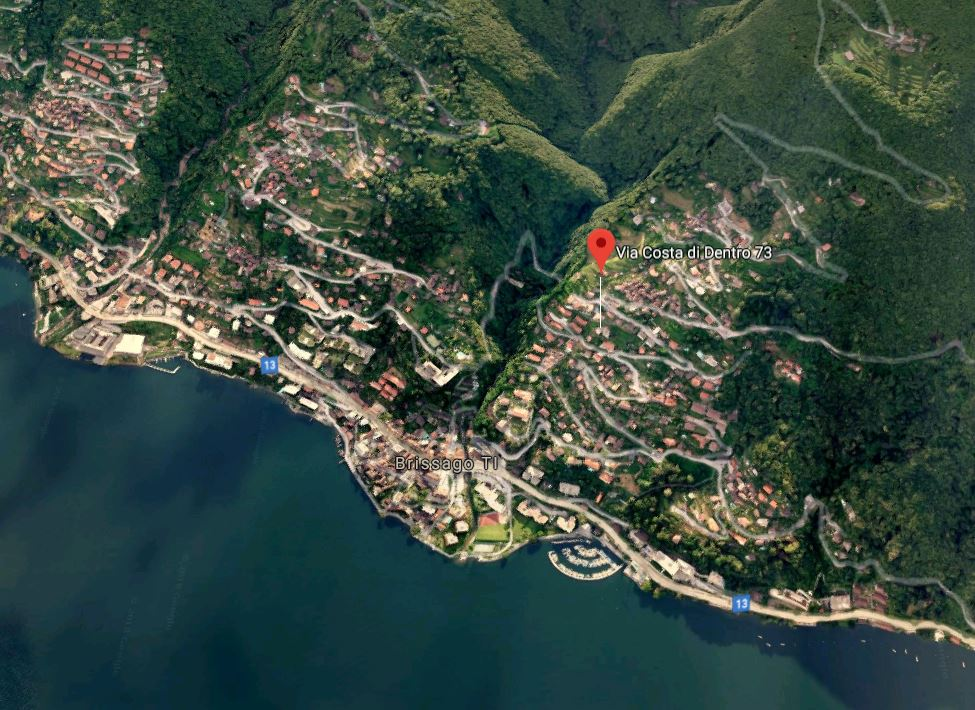 Via Costa di Dentro 73
13
Brissago TI
13